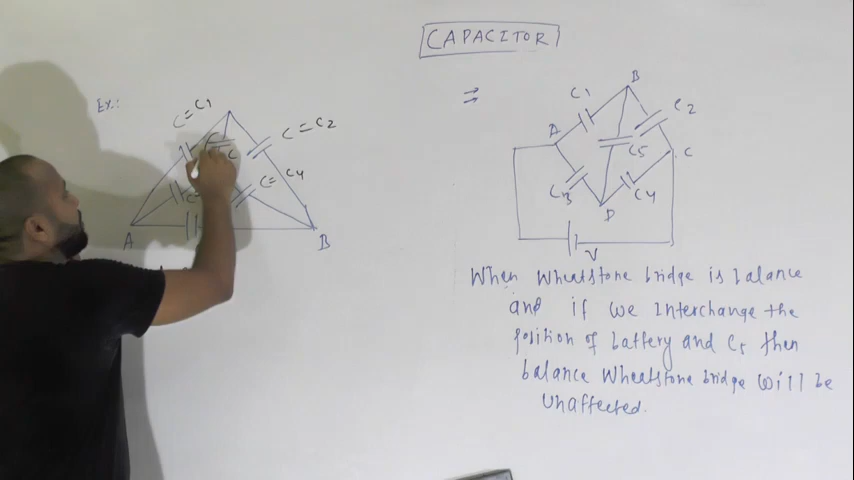 CAPACITOR
Ex:
C = C1
C = C2
C
C = C4
C =
A
B
⇒
B
C1
C2
A
C5
C
C3
C4
D
V
When Wheatstone bridge is balance
and if we Interchange the
position of battery and C5 then
balance Wheatstone bridge will be
Unaffected.